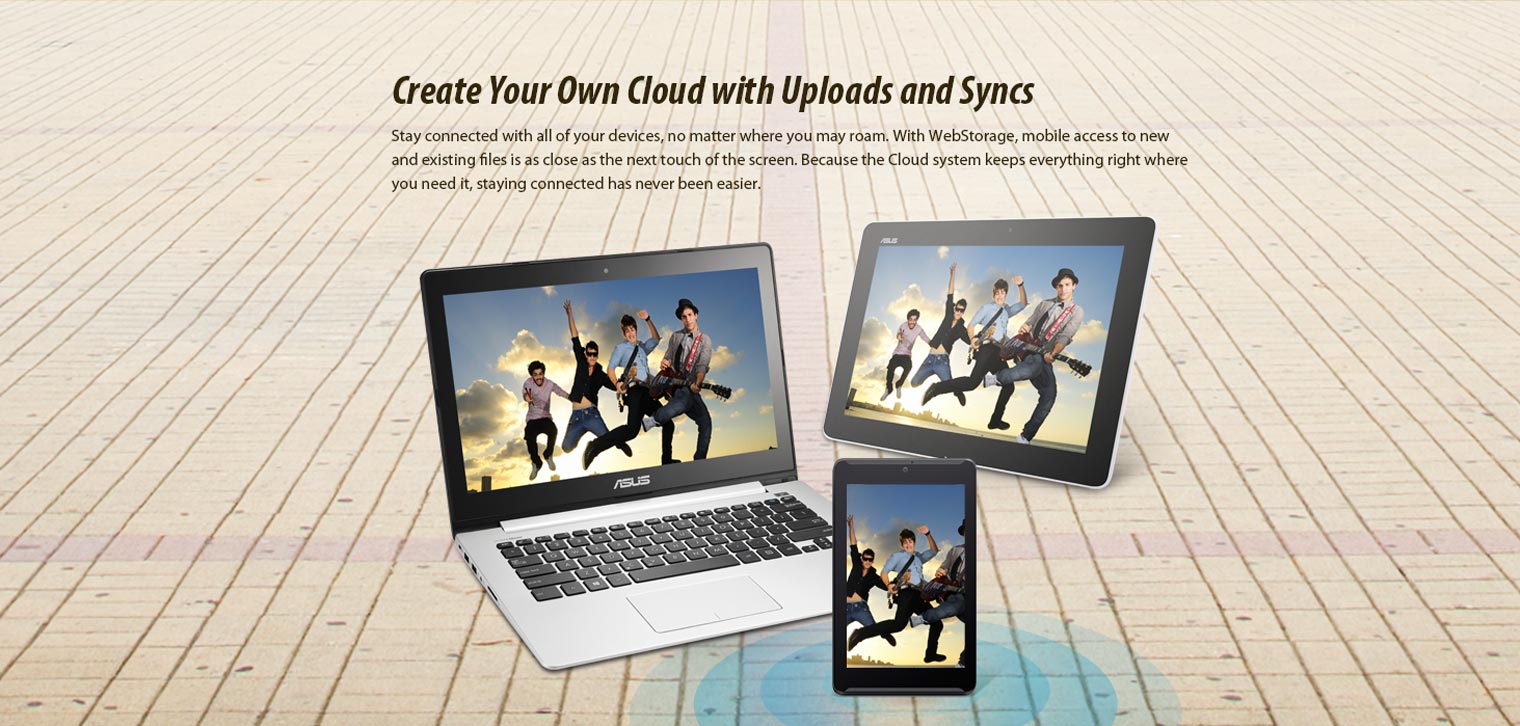 Create Your Own Cloud with Uploads and Syncs
Stay connected with all of your devices, no matter where you may roam. With WebStorage, mobile access to new
and existing files is as close as the next touch of the screen. Because the Cloud system keeps everything right where
you need it, staying connected has never been easier.
ASUS
ASUS